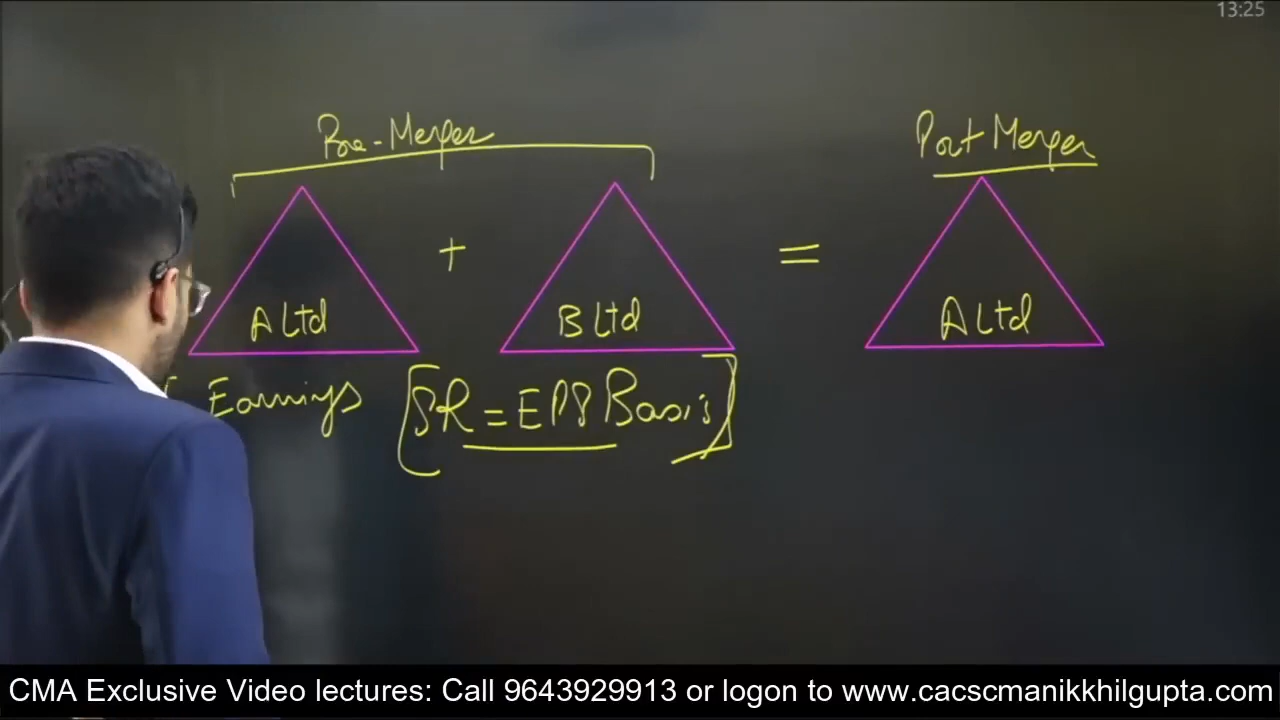 13:25
Pre-Merger
Post Merger
+
=
A Ltd
B Ltd
A Ltd
Earnings [SR = EPS Basis]
CMA Exclusive Video lectures: Call 9643929913 or logon to www.cacscmanikkhilgupta.com